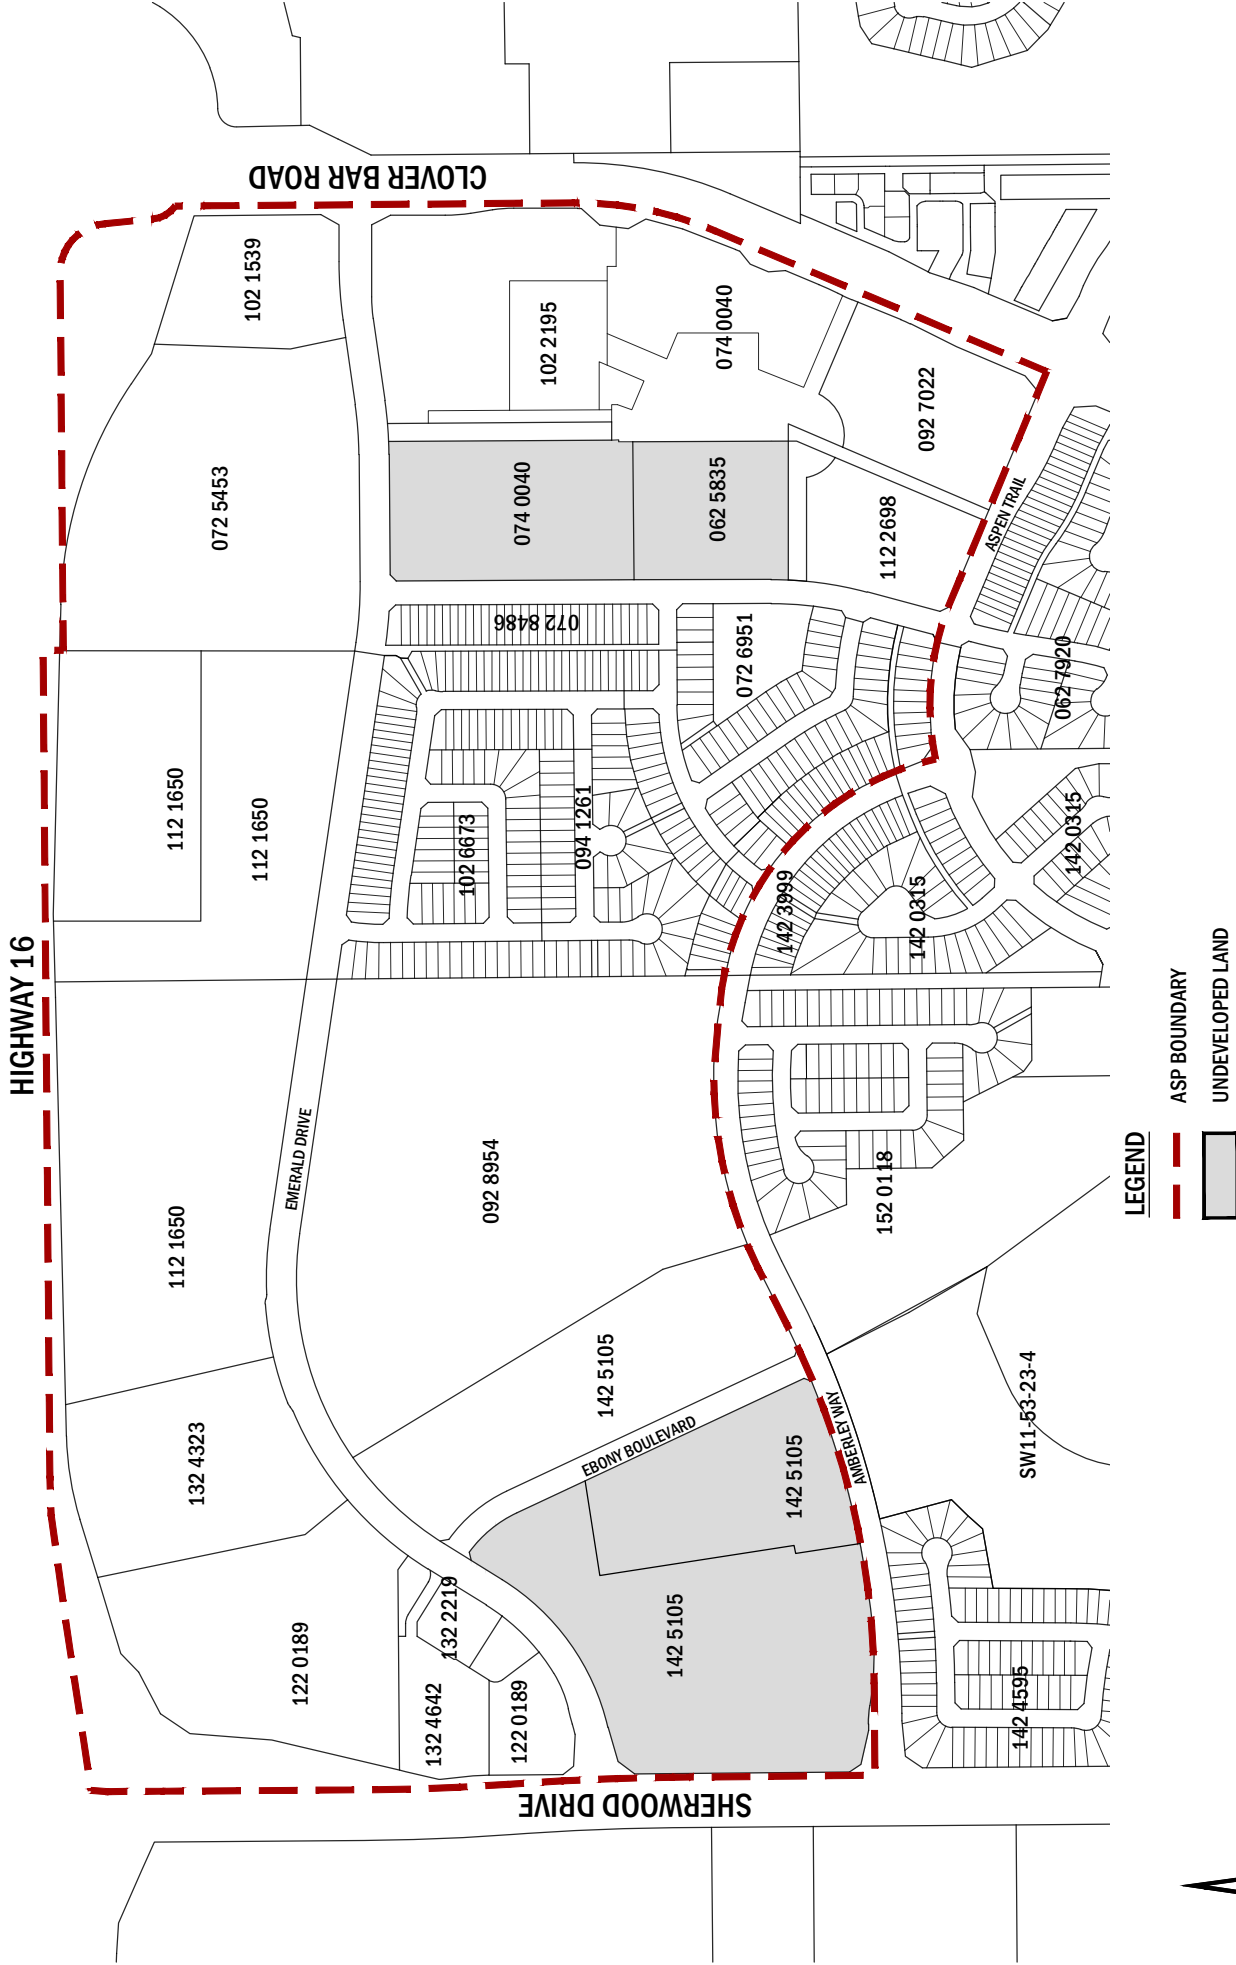 HIGHWAY 16
CLOVER BAR ROAD
102 1539
072 5453
102 2195
074 0040
092 7022
074 0040
062 5835
112 2698
ASPEN TRAIL
072 8486
072 6951
062 7920
112 1650
112 1650
102 6673
094 1261
142 3999
142 0315
142 0315
EMERALD DRIVE
112 1650
092 8954
152 0118
132 4323
142 5105
EBONY BOULEVARD
142 5105
AMBERLEY WAY
SW11-53-23-4
122 0189
132 2219
132 4642
122 0189
142 5105
142 4595
SHERWOOD DRIVE
LEGEND
ASP BOUNDARY
UNDEVELOPED LAND